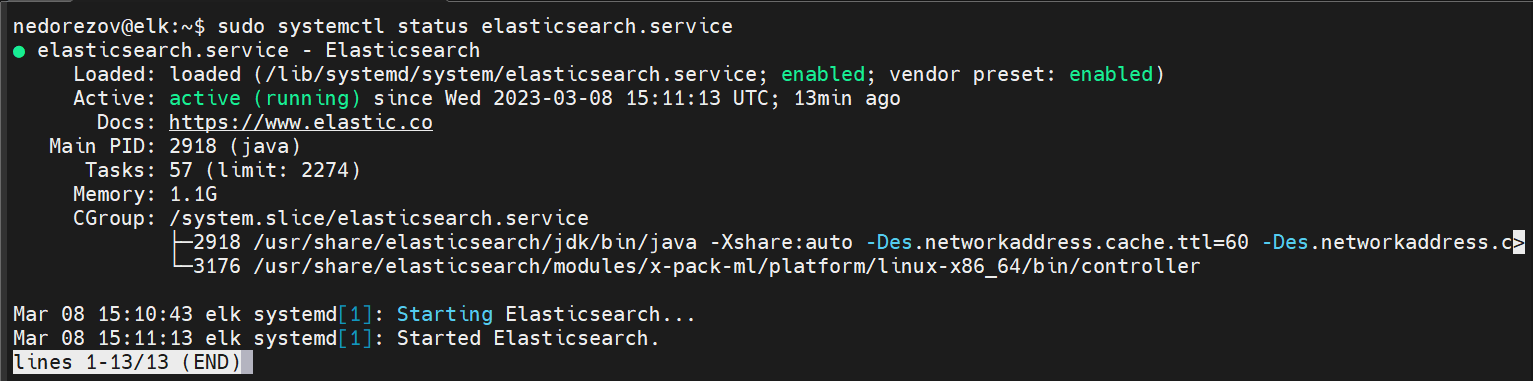 nedorezov@elk:~$ sudo systemctl status elasticsearch.service
● elasticsearch.service - Elasticsearch
     Loaded: loaded (/lib/systemd/system/elasticsearch.service; enabled; vendor preset: enabled)
     Active: active (running) since Wed 2023-03-08 15:11:13 UTC; 13min ago
       Docs: https://www.elastic.co
   Main PID: 2918 (java)
      Tasks: 57 (limit: 2274)
     Memory: 1.1G
     CGroup: /system.slice/elasticsearch.service
             ├─2918 /usr/share/elasticsearch/jdk/bin/java -Xshare:auto -Des.networkaddress.cache.ttl=60 -Des.networkaddress.c>
             └─3176 /usr/share/elasticsearch/modules/x-pack-ml/platform/linux-x86_64/bin/controller

Mar 08 15:10:43 elk systemd[1]: Starting Elasticsearch...
Mar 08 15:11:13 elk systemd[1]: Started Elasticsearch.
lines 1-13/13 (END)